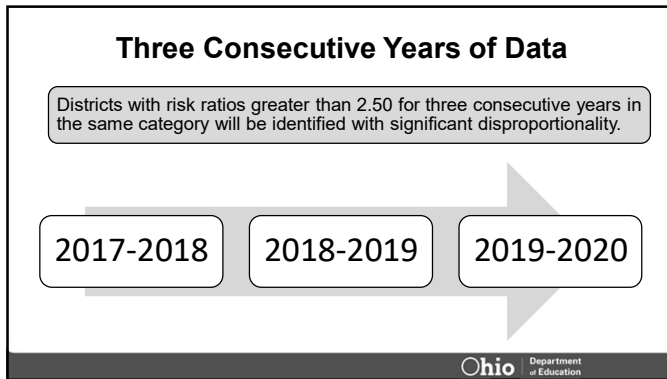 Three Consecutive Years of Data
Districts with risk ratios greater than 2.50 for three consecutive years in
the same category will be identified with significant disproportionality.
2017-2018
2018-2019
2019-2020
Ohio
Department
of Education